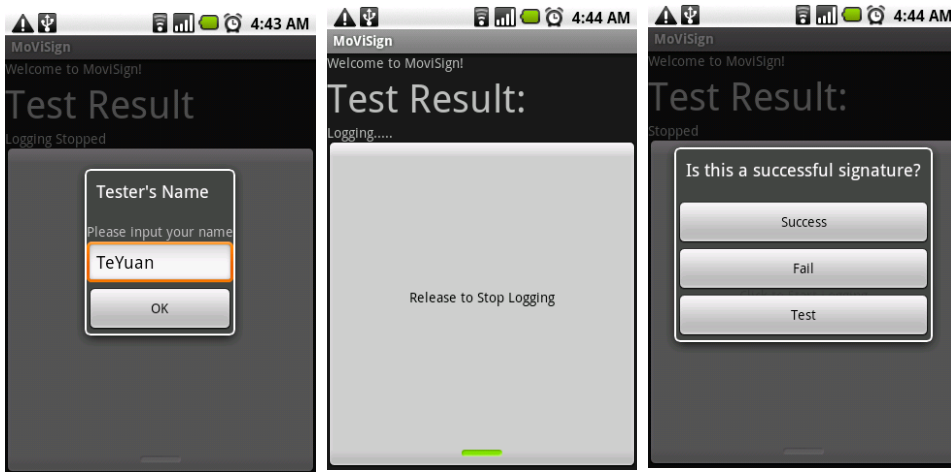 4:43 AM
MoViSign
Welcome to MoviSign!
Test Result
Logging Stopped
Tester's Name
Please input your name
TeYuan
OK
4:44 AM
MoViSign
Welcome to MoviSign!
Test Result:
Logging.....
Release to Stop Logging
4:44 AM
MoViSign
Welcome to MoviSign!
Test Result:
Stopped
Is this a successful signature?
Success
Fail
Test